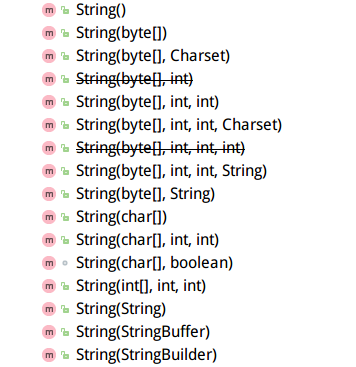 m String()
m String(byte[])
m String(byte[], Charset)
m String(byte[], int)
m String(byte[], int, int)
m String(byte[], int, int, Charset)
m String(byte[], int, int, int)
m String(byte[], int, int, String)
m String(byte[], String)
m String(char[])
m String(char[], int, int)
m String(char[], boolean)
m String(int[], int, int)
m String(String)
m String(StringBuffer)
m String(StringBuilder)